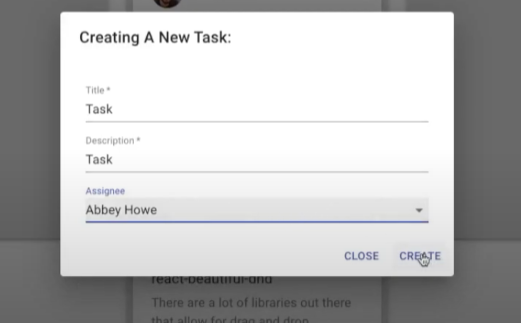 Creating A New Task:
Title *
Task
Description *
Task
Assignee
Abbey Howe
CLOSE
CREATE
react-beautiful-dnd
There are a lot of libraries out there
that allow for drag and drop